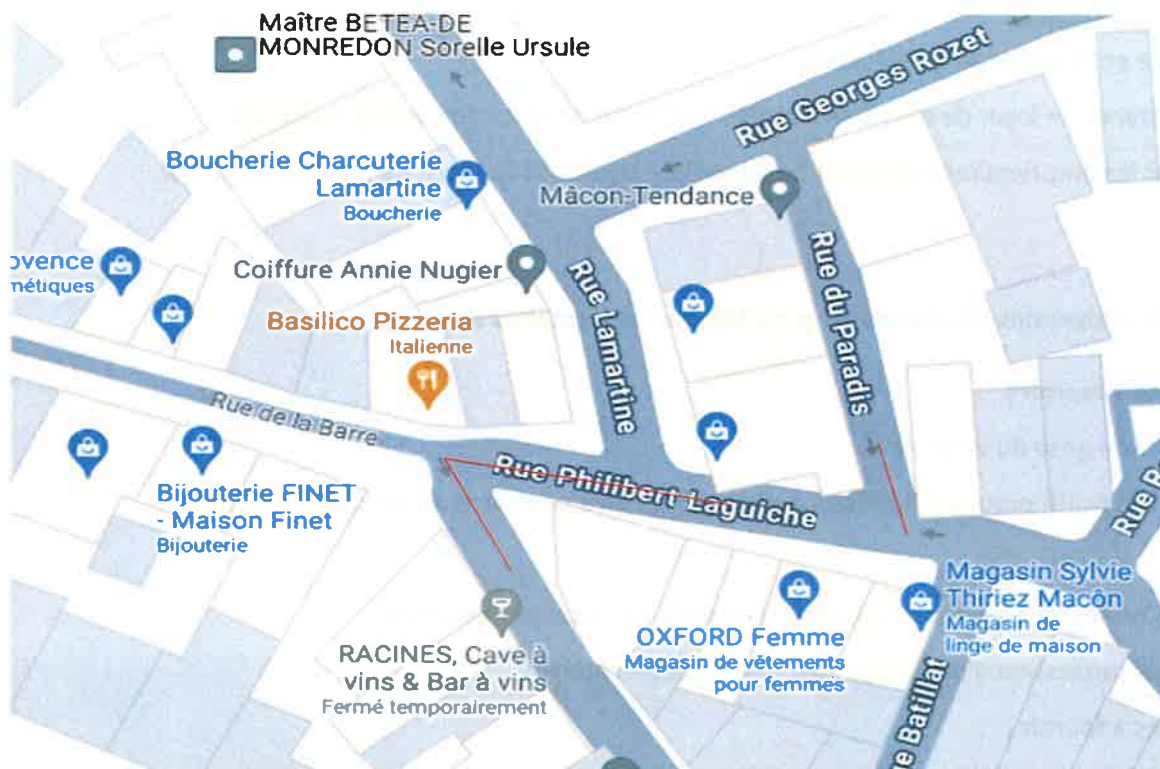 Maître BETEA-DE
MONREDON Sorelle Ursule
Rue Georges Rozet
Boucherie Charcuterie
Lamartine
Boucherie
Mâcon-Tendance
Coiffure Annie Nugier
Rue Lamartine
Rue du Paradis
Basilico Pizzeria
Italienne
Rue de la Barre
Rue Philibert Laguiche
Bijouterie FINET
- Maison Finet
Bijouterie
Magasin Sylvie
Thiriez Macôn
Magasin de
linge de maison
OXFORD Femme
Magasin de vêtements
pour femmes
RACINES, Cave à
vins & Bar à vins
Fermé temporairement
Batillat
Rue